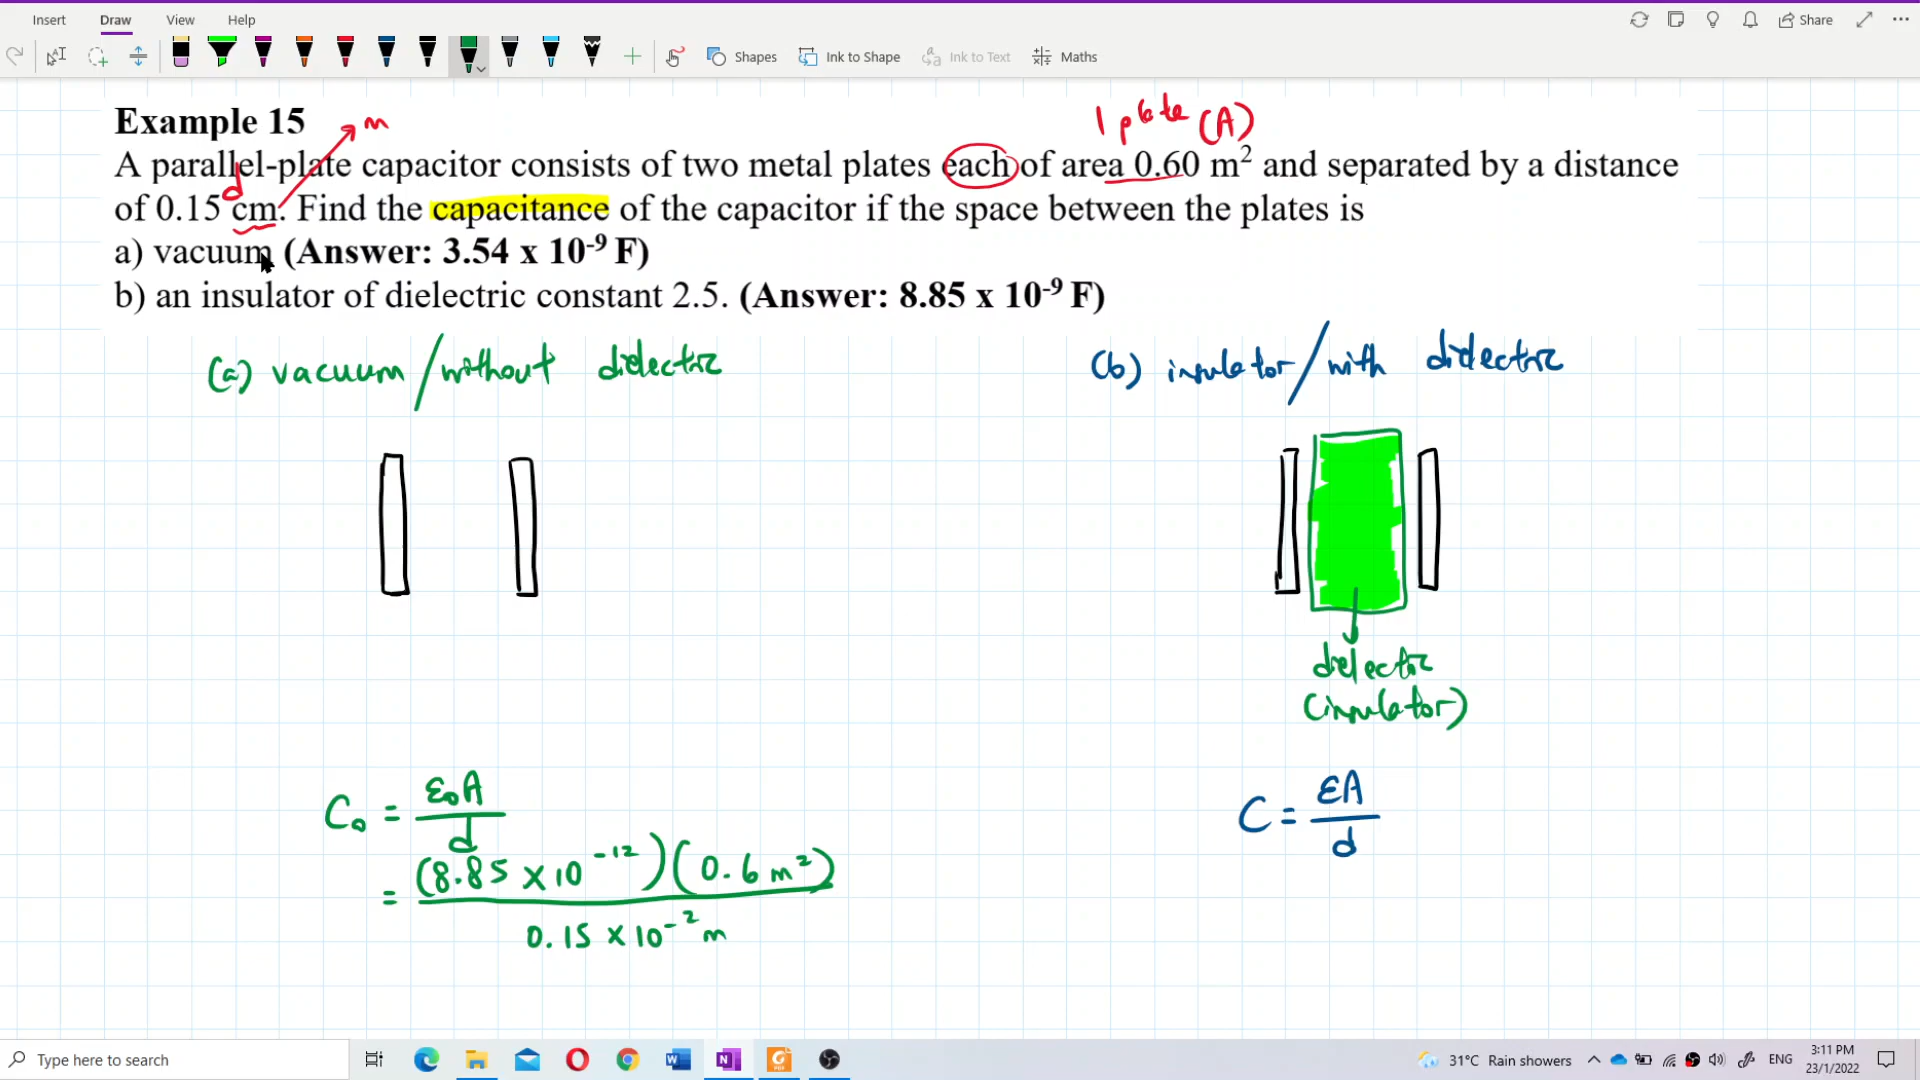 Insert Draw View Help
Share
Shapes Ink to Shape Ink to Text Maths
Example 15
1 plate (A)
m
A parallel-plate capacitor consists of two metal plates each of area 0.60 m² and separated by a distance
d
of 0.15 cm. Find the capacitance of the capacitor if the space between the plates is
a) vacuum (Answer: 3.54 x 10⁻⁹ F)
b) an insulator of dielectric constant 2.5. (Answer: 8.85 x 10⁻⁹ F)
(a) vacuum / without dielectric
(b) insulator / with dielectric
dielectric
(insulator)
C₀ = ε₀A / d
= (8.85 × 10⁻¹²)(0.6 m²) / 0.15 × 10⁻² m
C = εA / d
Type here to search
31°C Rain showers
ENG
3:11 PM
23/1/2022